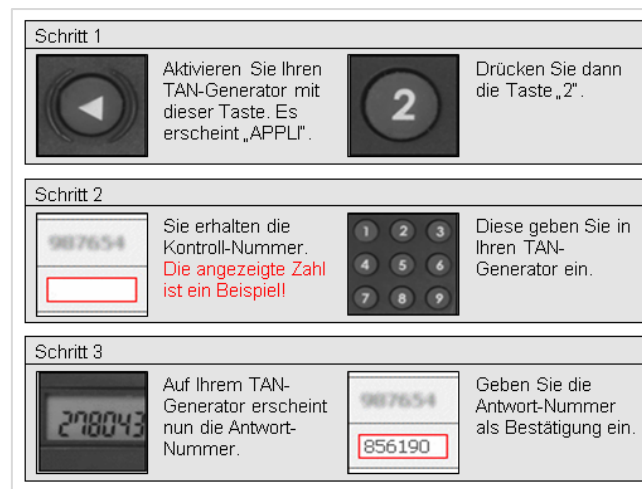 Schritt 1
Aktivieren Sie Ihren
TAN-Generator mit
dieser Taste. Es
erscheint „APPLI".
2
Drücken Sie dann
die Taste „2".
Schritt 2
987654
Sie erhalten die
Kontroll-Nummer.
Die angezeigte Zahl
ist ein Beispiel!
1 2 3
4 5 6
7 8 9
Diese geben Sie in
Ihren TAN-
Generator ein.
Schritt 3
278043
Auf Ihrem TAN-
Generator erscheint
nun die Antwort-
Nummer.
987654
856190
Geben Sie die
Antwort-Nummer
als Bestätigung ein.